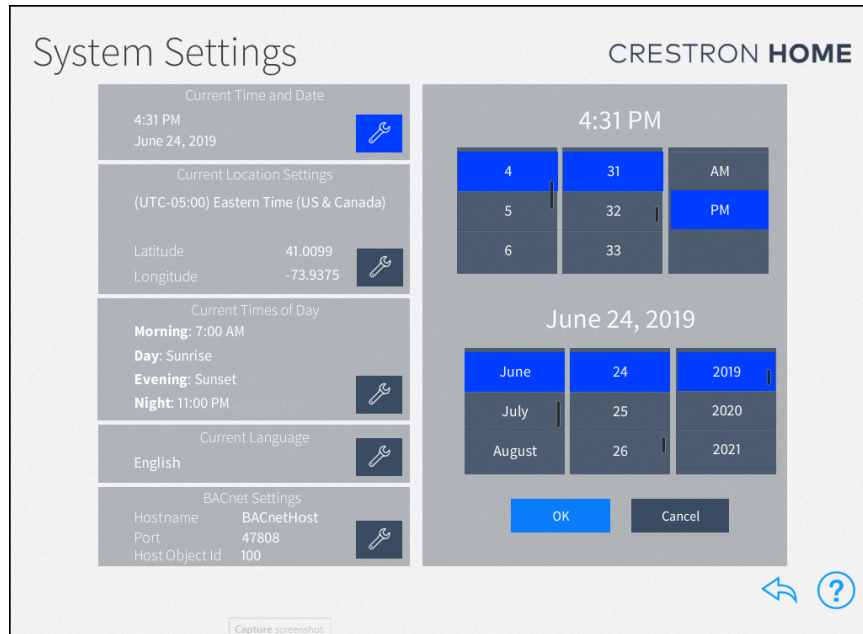 System Settings
CRESTRON HOME
Current Time and Date
4:31 PM
June 24, 2019
Current Location Settings
(UTC-05:00) Eastern Time (US & Canada)
Latitude 41.0099
Longitude -73.9375
Current Times of Day
Morning: 7:00 AM
Day: Sunrise
Evening: Sunset
Night: 11:00 PM
Current Language
English
BACnet Settings
Hostname BACnetHost
Port 47808
Host Object Id 100
4:31 PM
4 31 AM
5 32 PM
6 33
June 24, 2019
June 24 2019
July 25 2020
August 26 2021
OK Cancel
?
Capture screenshot.